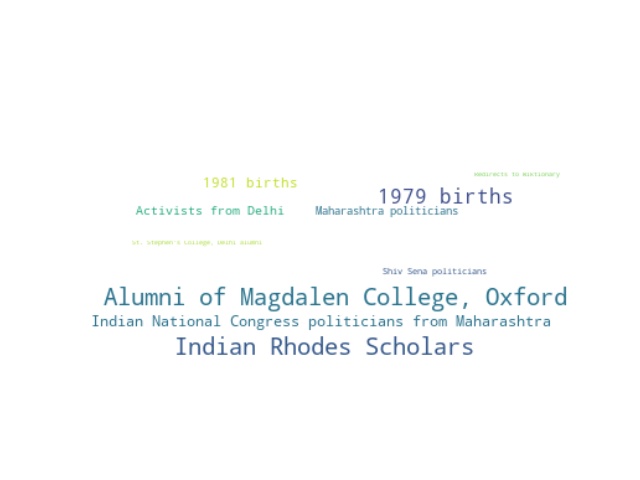 Redirects to Wiktionary
1981 births
1979 births
Activists from Delhi
Maharashtra politicians
St. Stephen's College, Delhi alumni
Shiv Sena politicians
Alumni of Magdalen College, Oxford
Indian National Congress politicians from Maharashtra
Indian Rhodes Scholars